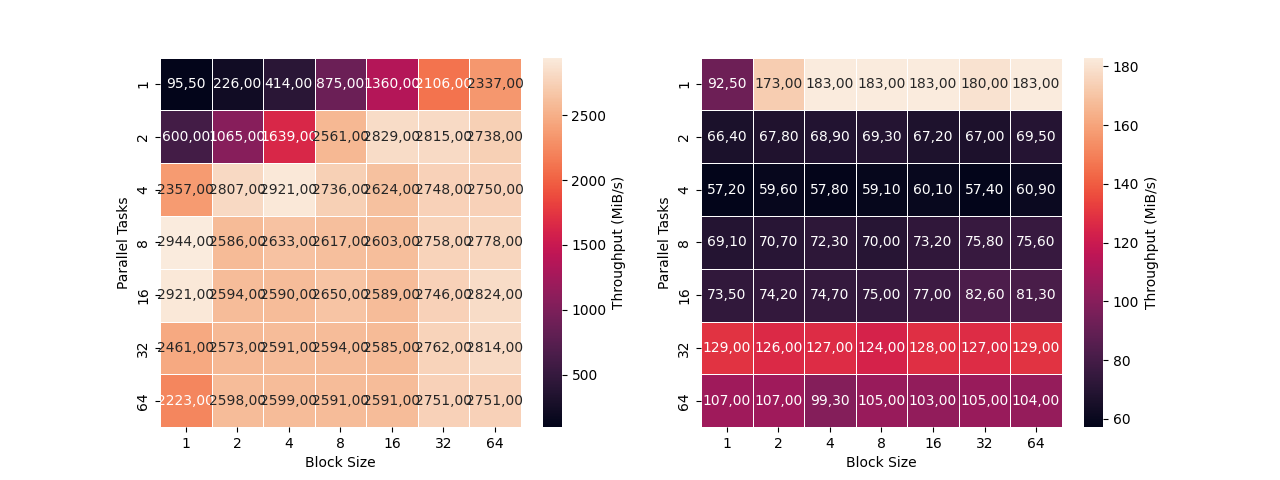 1 95,50 226,00 414,00 875,00 1360,00 2106,00 2337,00
2 600,00 1065,00 1639,00 2561,00 2829,00 2815,00 2738,00
4 2357,00 2807,00 2921,00 2736,00 2624,00 2748,00 2750,00
8 2944,00 2586,00 2633,00 2617,00 2603,00 2758,00 2778,00
16 2921,00 2594,00 2590,00 2650,00 2589,00 2746,00 2824,00
32 2461,00 2573,00 2591,00 2594,00 2585,00 2762,00 2814,00
64 2223,00 2598,00 2599,00 2591,00 2591,00 2751,00 2751,00
1 2 4 8 16 32 64
Block Size
Parallel Tasks
2500
2000
1500
1000
500
Throughput (MiB/s)
1 92,50 173,00 183,00 183,00 183,00 180,00 183,00
2 66,40 67,80 68,90 69,30 67,20 67,00 69,50
4 57,20 59,60 57,80 59,10 60,10 57,40 60,90
8 69,10 70,70 72,30 70,00 73,20 75,80 75,60
16 73,50 74,20 74,70 75,00 77,00 82,60 81,30
32 129,00 126,00 127,00 124,00 128,00 127,00 129,00
64 107,00 107,00 99,30 105,00 103,00 105,00 104,00
1 2 4 8 16 32 64
Block Size
Parallel Tasks
180
160
140
120
100
80
60
Throughput (MiB/s)